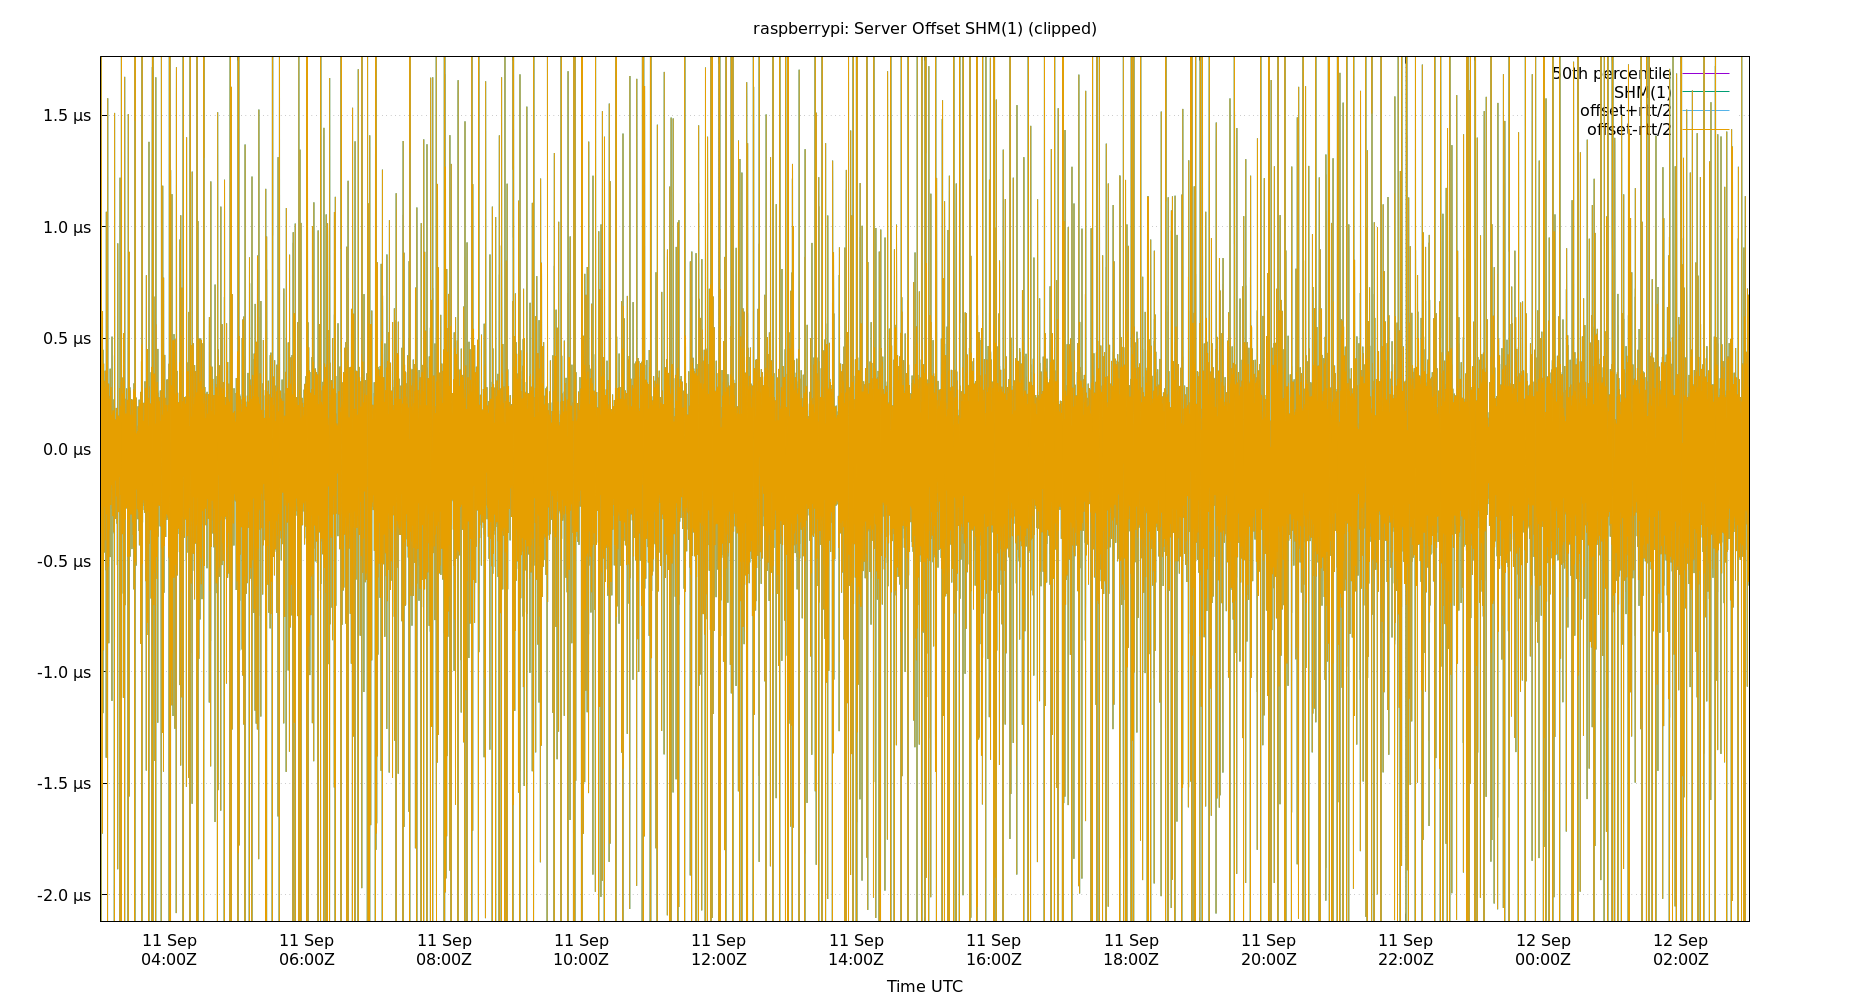 raspberrypi: Server Offset SHM(1) (clipped)
50th percentile
SHM(1)
offset+rtt/2
offset-rtt/2
1.5 µs
1.0 µs
0.5 µs
0.0 µs
-0.5 µs
-1.0 µs
-1.5 µs
-2.0 µs
11 Sep 11 Sep 11 Sep 11 Sep 11 Sep 11 Sep 11 Sep 11 Sep 11 Sep 11 Sep 12 Sep 12 Sep
04:00Z 06:00Z 08:00Z 10:00Z 12:00Z 14:00Z 16:00Z 18:00Z 20:00Z 22:00Z 00:00Z 02:00Z
Time UTC